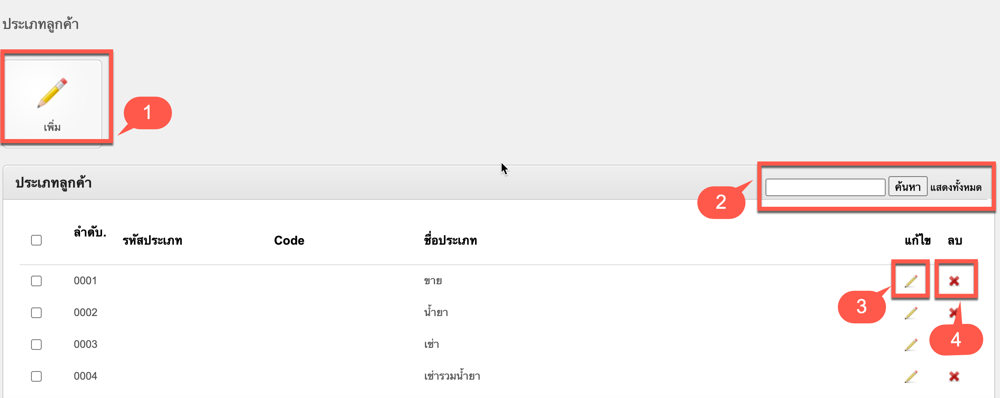 ประเภทลูกค้า
เพิ่ม
1
ประเภทลูกค้า
ค้นหา แสดงทั้งหมด
2
ลำดับ. รหัสประเภท Code ชื่อประเภท แก้ไข ลบ
0001 ขาย
3
0002 น้ำยา
4
0003 เช่า
0004 เช่ารวมน้ำยา